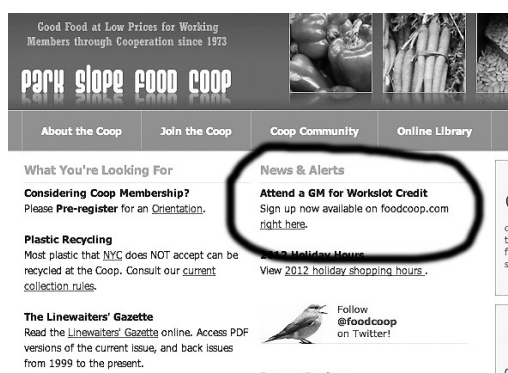 Good Food at Low Prices for Working
Members through Cooperation since 1973
PARK SLOPE FOOD COOP
About the Coop
Join the Coop
Coop Community
Online Library
What You're Looking For
Considering Coop Membership?
Please Pre-register for an Orientation.
Plastic Recycling
Most plastic that NYC does NOT accept can be
recycled at the Coop. Consult our current
collection rules.
The Linewaiters' Gazette
Read the Linewaiters' Gazette online. Access PDF
versions of the current issue, and back issues
from 1999 to the present.
News & Alerts
Attend a GM for Workslot Credit
Sign up now available on foodcoop.com
right here.
2012 Holiday Hours
View 2012 holiday shopping hours .
Follow
@foodcoop
on Twitter!